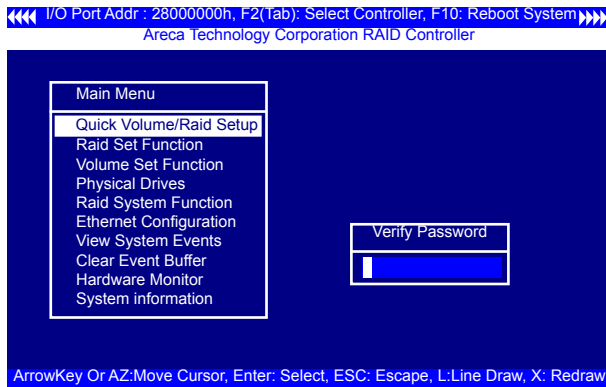 I/O Port Addr : 28000000h, F2(Tab): Select Controller, F10: Reboot System
Areca Technology Corporation RAID Controller
Main Menu
Quick Volume/Raid Setup
Raid Set Function
Volume Set Function
Physical Drives
Raid System Function
Ethernet Configuration
View System Events
Clear Event Buffer
Hardware Monitor
System information
Verify Password
ArrowKey Or AZ:Move Cursor, Enter: Select, ESC: Escape, L:Line Draw, X: Redraw